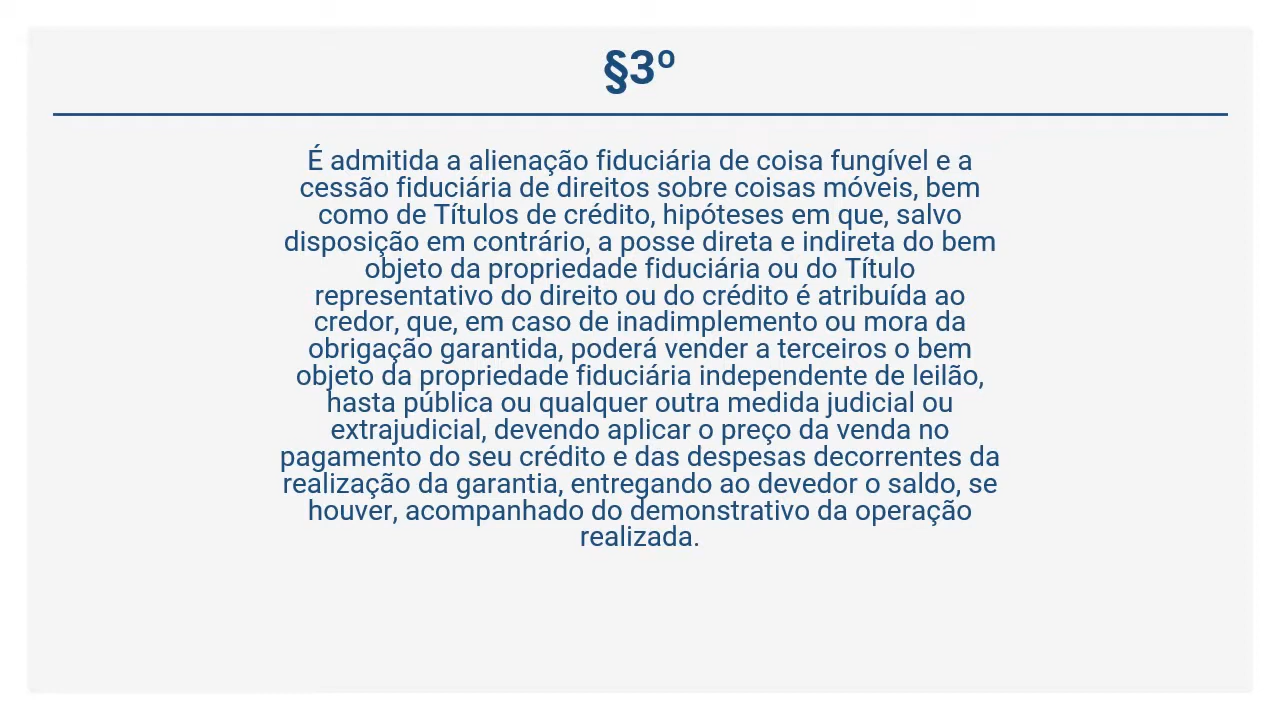 §3º
É admitida a alienação fiduciária de coisa fungível e a
cessão fiduciária de direitos sobre coisas móveis, bem
como de Títulos de crédito, hipóteses em que, salvo
disposição em contrário, a posse direta e indireta do bem
objeto da propriedade fiduciária ou do Título
representativo do direito ou do crédito é atribuída ao
credor, que, em caso de inadimplemento ou mora da
obrigação garantida, poderá vender a terceiros o bem
objeto da propriedade fiduciária independente de leilão,
hasta pública ou qualquer outra medida judicial ou
extrajudicial, devendo aplicar o preço da venda no
pagamento do seu crédito e das despesas decorrentes da
realização da garantia, entregando ao devedor o saldo, se
houver, acompanhado do demonstrativo da operação
realizada.